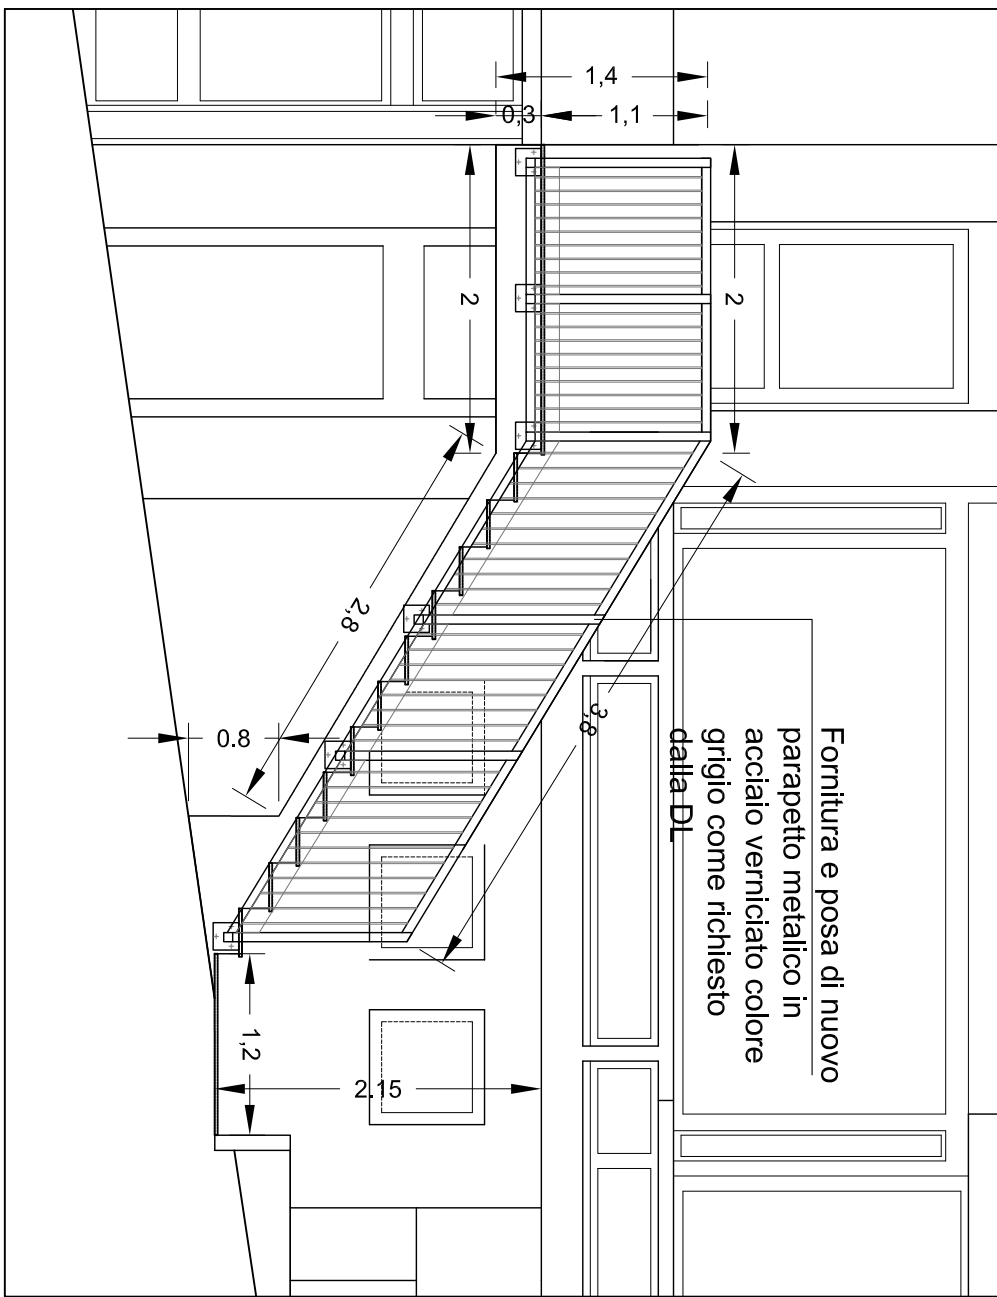 1,4
0,3
1,1
2
2
2,8
3,8
0.8
Fornitura e posa di nuovo
parapetto metalico in
acciaio verniciato colore
grigio come richiesto
dalla DL
1,2
2.15